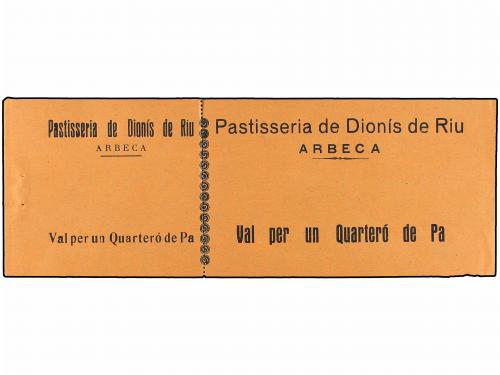 Pastisseria de Dionís de Riu
ARBECA
Val per un Quarteró de Pa
Pastisseria de Dionís de Riu
ARBECA
Val per un Quarteró de Pa